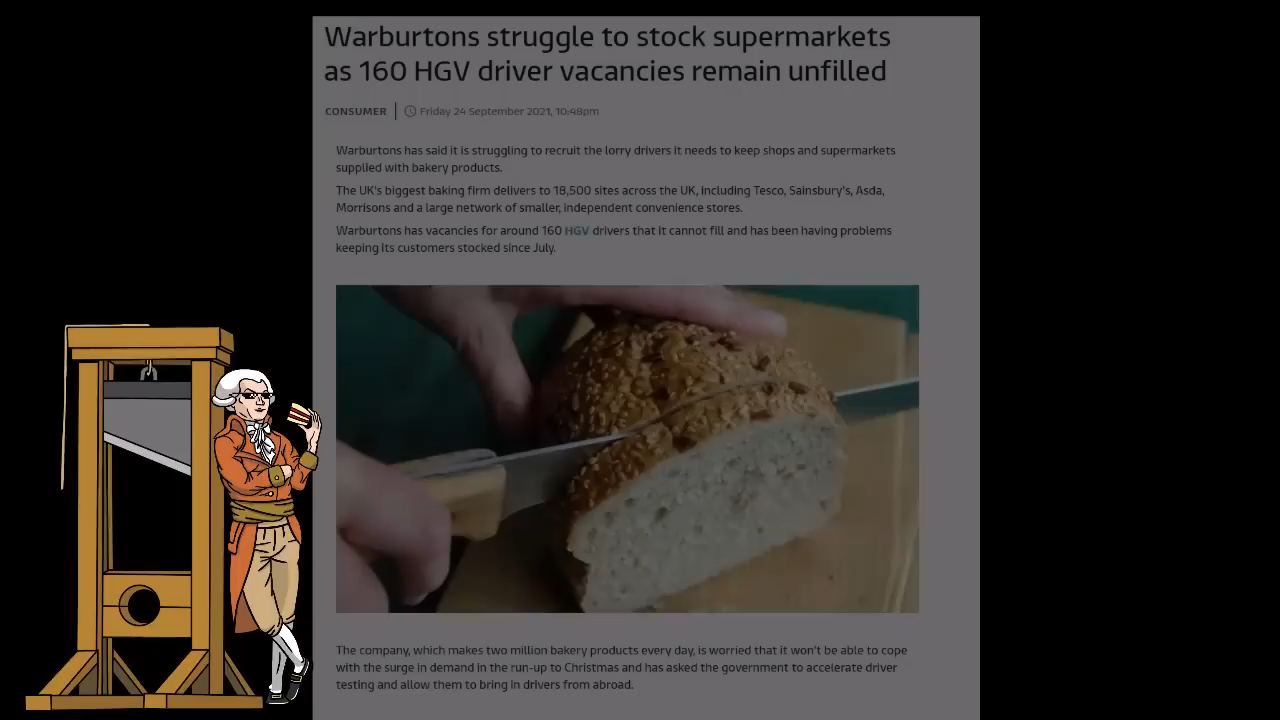 Warburtons struggle to stock supermarkets
as 160 HGV driver vacancies remain unfilled
CONSUMER Friday 24 September 2021, 10:48pm
Warburtons has said it is struggling to recruit the lorry drivers it needs to keep shops and supermarkets
supplied with bakery products.
The UK's biggest baking firm delivers to 18,500 sites across the UK, including Tesco, Sainsbury's, Asda,
Morrisons and a large network of smaller, independent convenience stores.
Warburtons has vacancies for around 160 HGV drivers that it cannot fill and has been having problems
keeping its customers stocked since July.
The company, which makes two million bakery products every day, is worried that it won't be able to cope
with the surge in demand in the run-up to Christmas and has asked the government to accelerate driver
testing and allow them to bring in drivers from abroad.